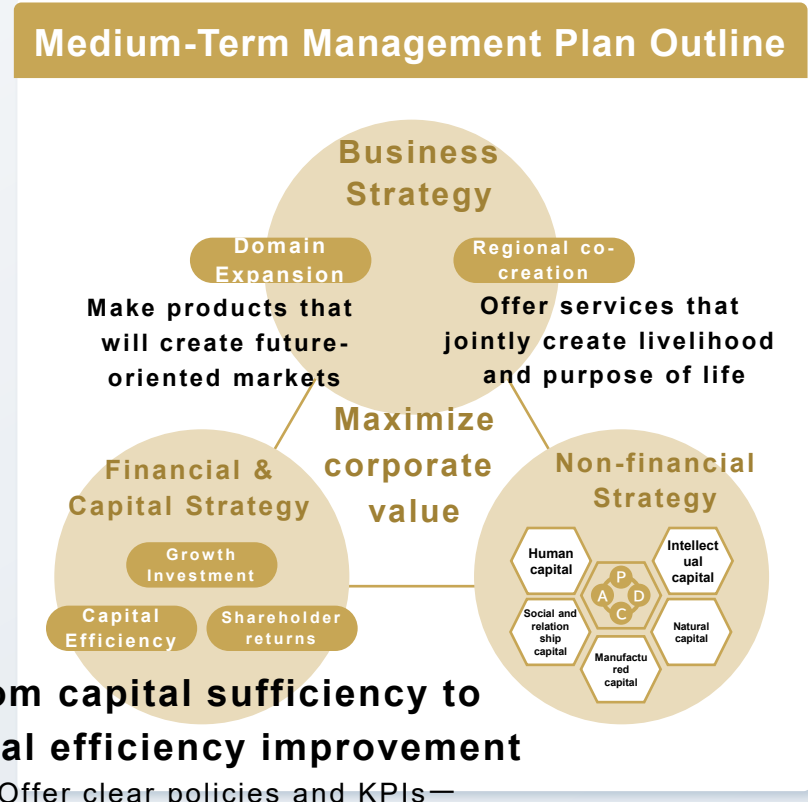 Medium-Term Management Plan Outline
Business
Strategy
Domain
Expansion
Make products that
will create future-
oriented markets
Regional co-
creation
Offer services that
jointly create livelihood
and purpose of life
Maximize
corporate
value
Financial &
Capital Strategy
Growth
Investment
Capital
Efficiency
Shareholder
returns
Non-financial
Strategy
Human
capital
Intellect
ual
capital
P
A
D
C
Social and
relation
ship
capital
Natural
capital
Manufactu
red
capital
om capital sufficiency to
al efficiency improvement
Offer clear policies and KPIs—